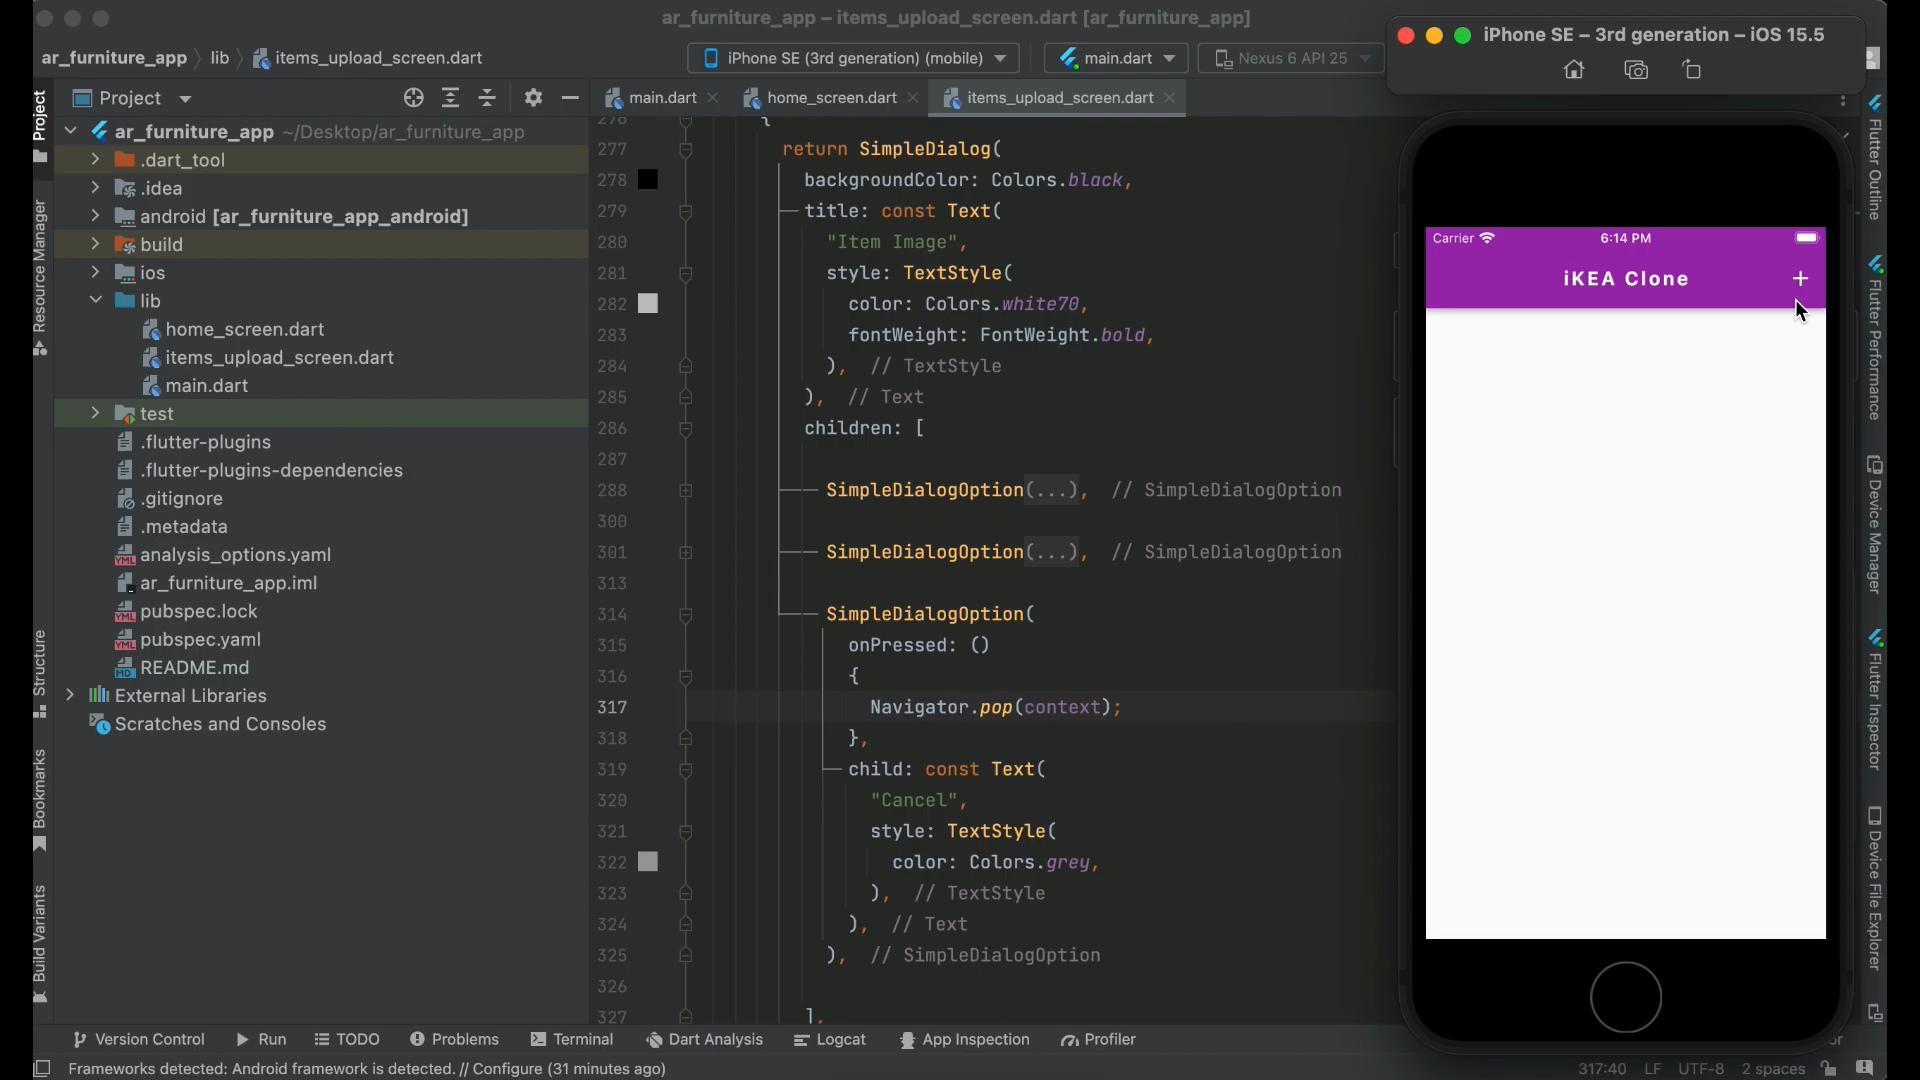 ar_furniture_app – items_upload_screen.dart [ar_furniture_app]
ar_furniture_app
lib
items_upload_screen.dart
iPhone SE (3rd generation) (mobile)
main.dart
Nexus 6 API 25
iPhone SE – 3rd generation – iOS 15.5
Project
main.dart
home_screen.dart
items_upload_screen.dart
Project
Resource Manager
Structure
Bookmarks
Build Variants
ar_furniture_app ~/Desktop/ar_furniture_app
.dart_tool
.idea
android [ar_furniture_app_android]
build
ios
lib
home_screen.dart
items_upload_screen.dart
main.dart
test
.flutter-plugins
.flutter-plugins-dependencies
.gitignore
.metadata
analysis_options.yaml
ar_furniture_app.iml
pubspec.lock
pubspec.yaml
README.md
External Libraries
Scratches and Consoles
276 {
277 return SimpleDialog(
278 backgroundColor: Colors.black,
279 title: const Text(
280 "Item Image",
281 style: TextStyle(
282 color: Colors.white70,
283 fontWeight: FontWeight.bold,
284 ), // TextStyle
285 ), // Text
286 children: [
287
288 SimpleDialogOption(...), // SimpleDialogOption
300
301 SimpleDialogOption(...), // SimpleDialogOption
313
314 SimpleDialogOption(
315 onPressed: ()
316 {
317 Navigator.pop(context);
318 },
319 child: const Text(
320 "Cancel",
321 style: TextStyle(
322 color: Colors.grey,
323 ), // TextStyle
324 ), // Text
325 ), // SimpleDialogOption
326
327 ],
Carrier
6:14 PM
iKEA Clone
+
Flutter Outline
Flutter Performance
Device Manager
Flutter Inspector
Device File Explorer
Version Control
Run
TODO
Problems
Terminal
Dart Analysis
Logcat
App Inspection
Profiler
Frameworks detected: Android framework is detected. // Configure (31 minutes ago)
317:40
LF
UTF-8
2 spaces